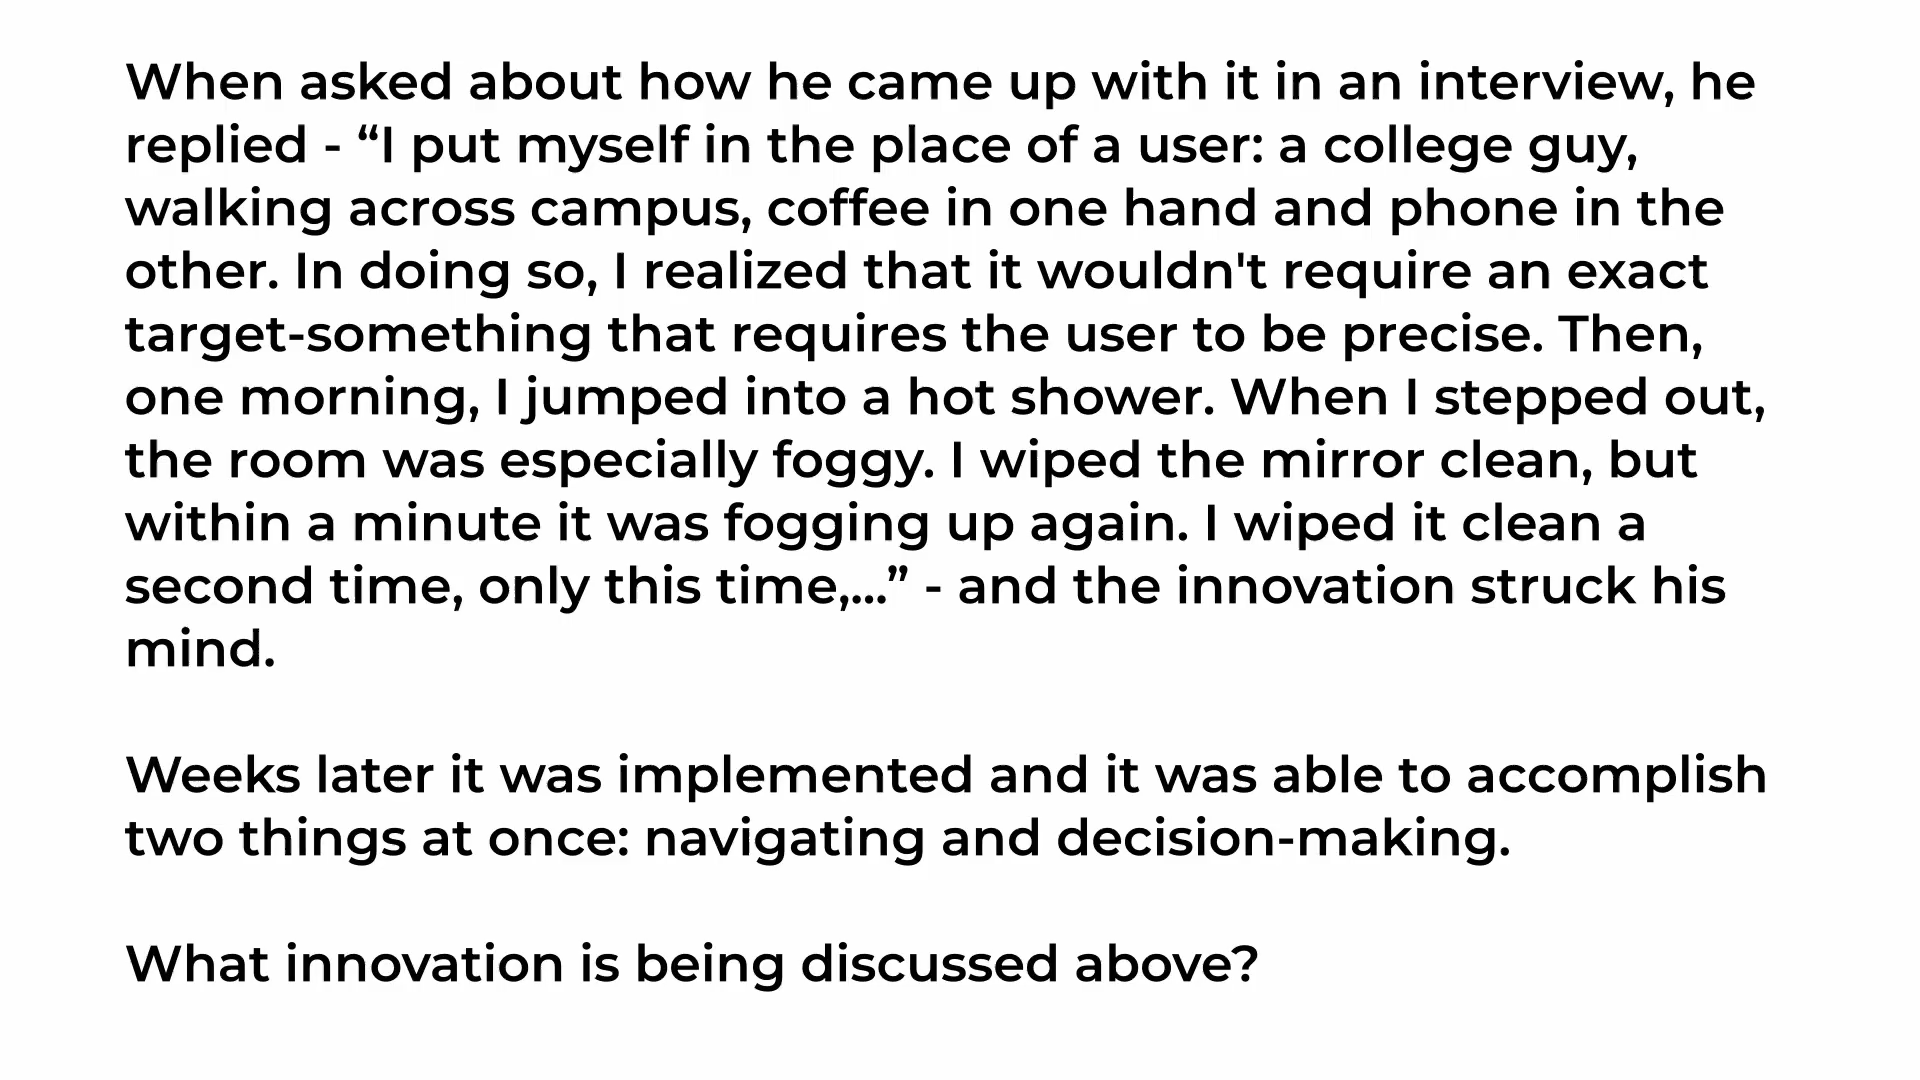 When asked about how he came up with it in an interview, he
replied - “I put myself in the place of a user: a college guy,
walking across campus, coffee in one hand and phone in the
other. In doing so, I realized that it wouldn't require an exact
target-something that requires the user to be precise. Then,
one morning, I jumped into a hot shower. When I stepped out,
the room was especially foggy. I wiped the mirror clean, but
within a minute it was fogging up again. I wiped it clean a
second time, only this time,...” - and the innovation struck his
mind.
Weeks later it was implemented and it was able to accomplish
two things at once: navigating and decision-making.
What innovation is being discussed above?